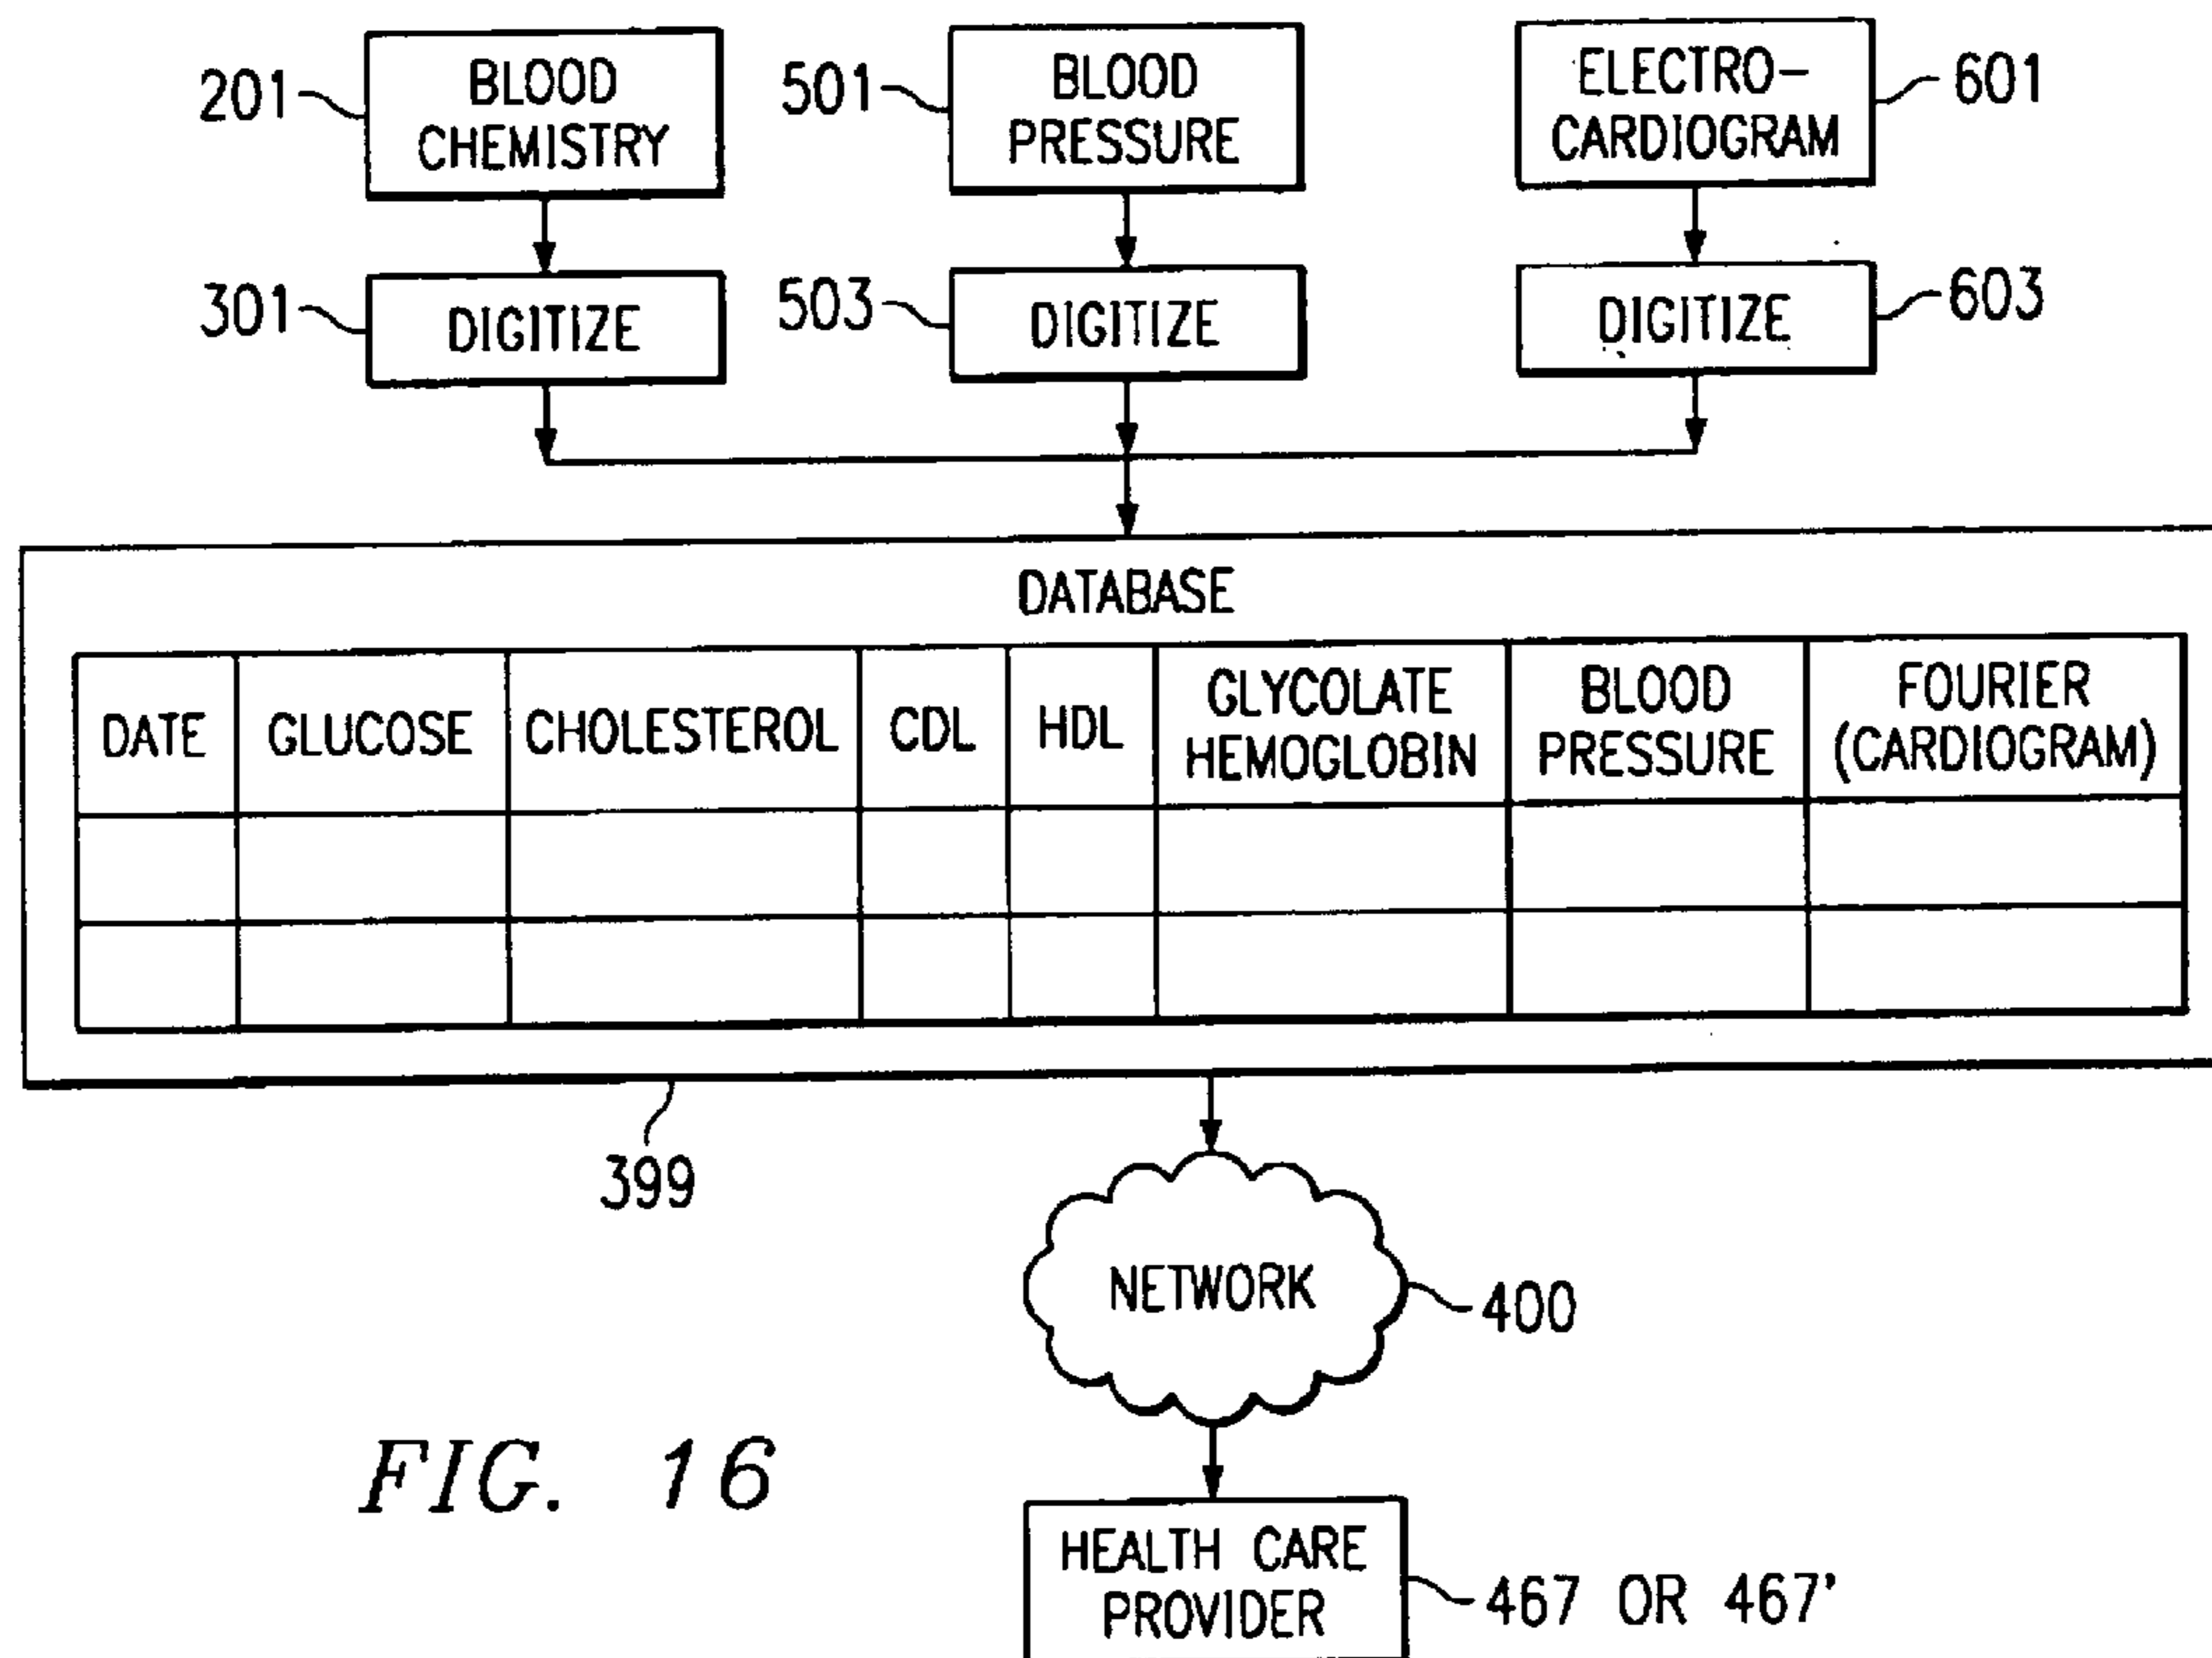 201
BLOOD
CHEMISTRY
501
BLOOD
PRESSURE
ELECTRO-
CARDIOGRAM
601
301
DIGITIZE
503
DIGITIZE
DIGITIZE
603
DATABASE
DATE
GLUCOSE
CHOLESTEROL
CDL
HDL
GLYCOLATE
HEMOGLOBIN
BLOOD
PRESSURE
FOURIER
(CARDIOGRAM)
399
NETWORK
400
FIG. 16
HEALTH CARE
PROVIDER
467 OR 467'